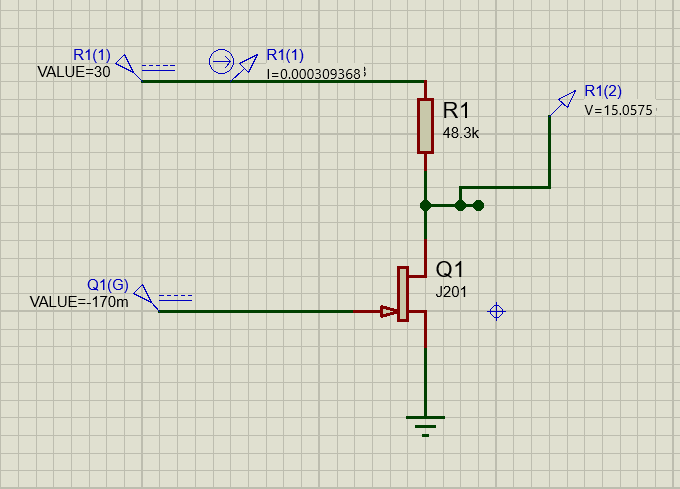 R1(1)
VALUE=30
R1(1)
I=0.000309368
R1
48.3k
R1(2)
V=15.0575
Q1(G)
VALUE=-170m
Q1
J201